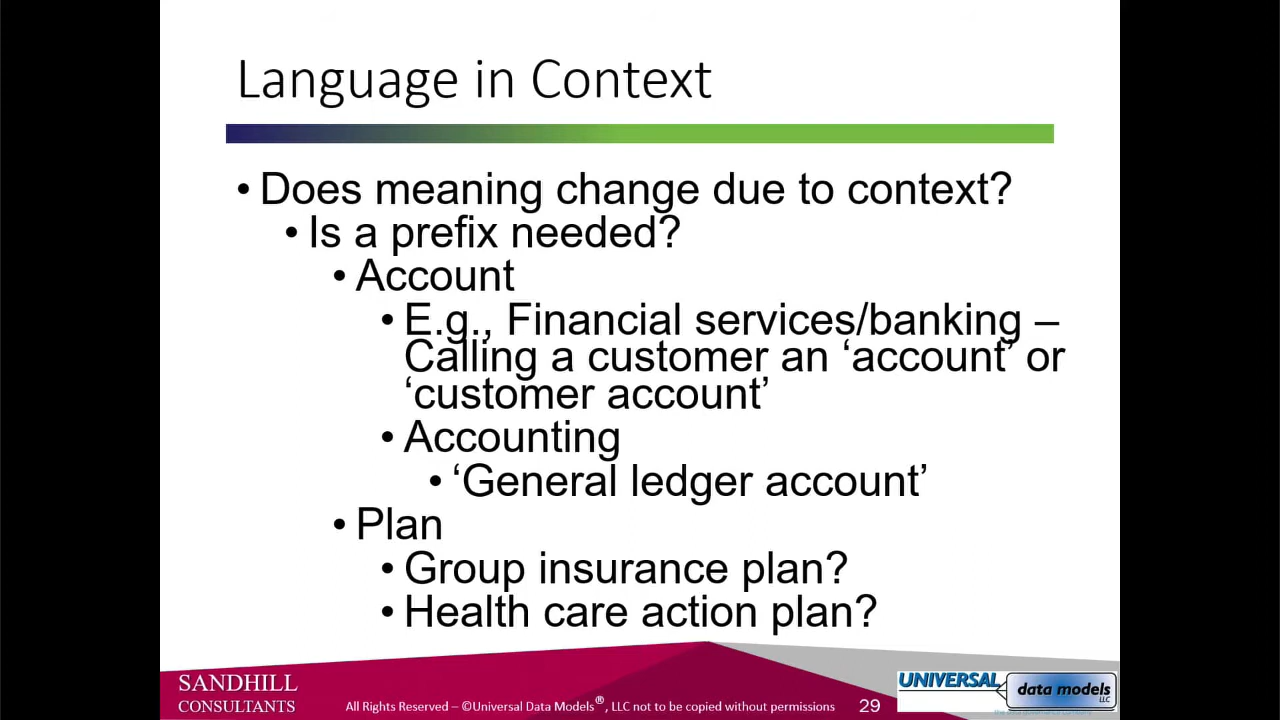 Language in Context
• Does meaning change due to context?
• Is a prefix needed?
• Account
• E.g., Financial services/banking –
Calling a customer an ‘account’ or
‘customer account’
• Accounting
• ‘General ledger account’
• Plan
• Group insurance plan?
• Health care action plan?
SANDHILL
CONSULTANTS
All Rights Reserved – ©Universal Data Models®, LLC not to be copied without permissions
29
UNIVERSAL
data models
LLC